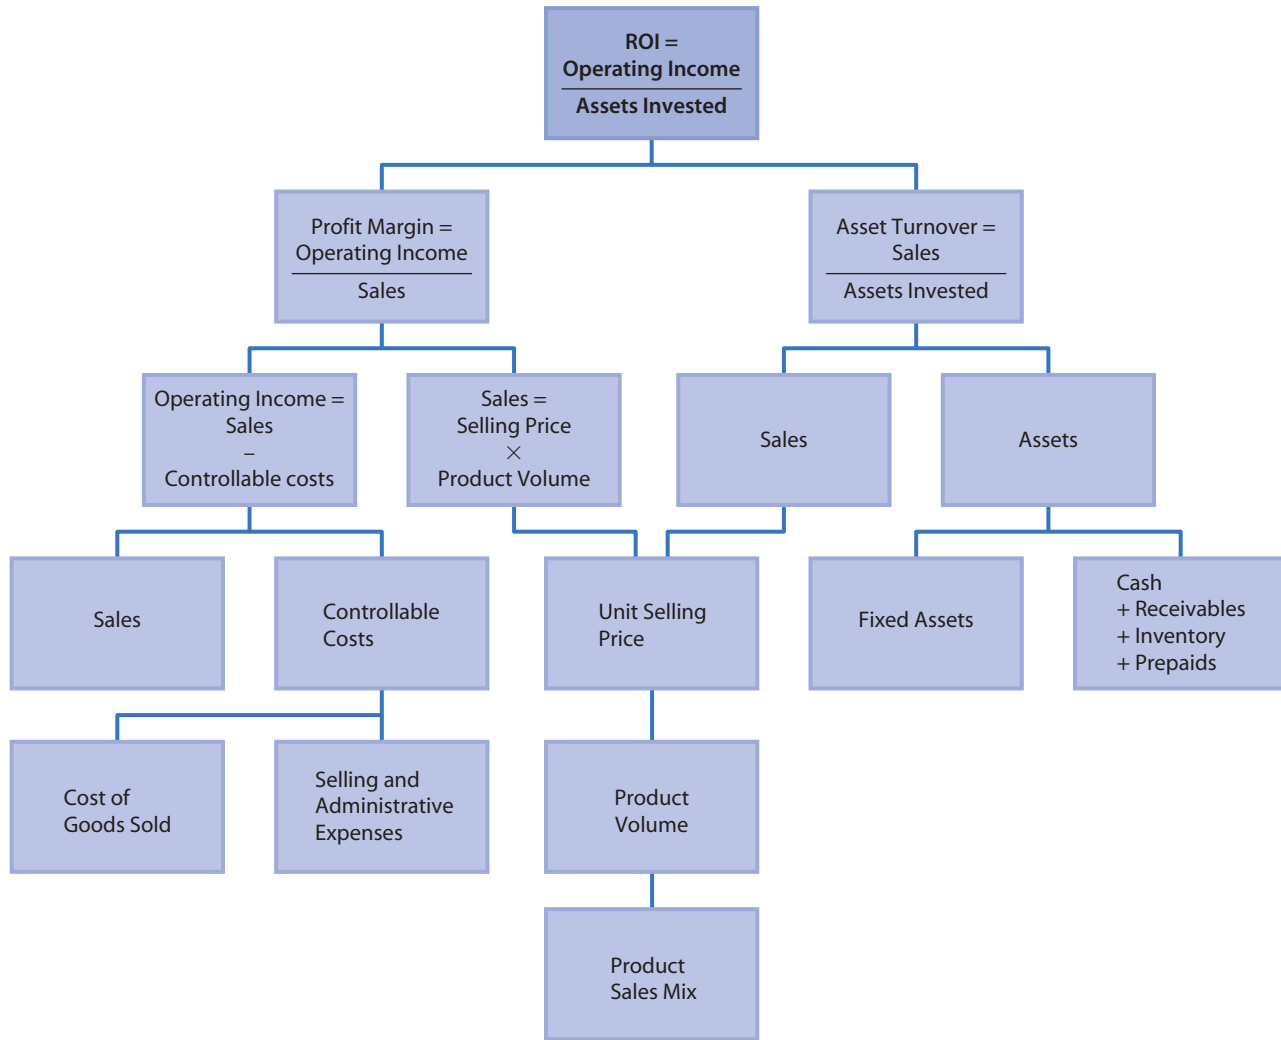 ROI =
Operating Income
Assets Invested
Profit Margin =
Operating Income
Sales
Asset Turnover =
Sales
Assets Invested
Operating Income =
Sales
–
Controllable costs
Sales =
Selling Price
×
Product Volume
Sales
Assets
Sales
Controllable
Costs
Unit Selling
Price
Fixed Assets
Cash
+ Receivables
+ Inventory
+ Prepaids
Cost of
Goods Sold
Selling and
Administrative
Expenses
Product
Volume
Product
Sales Mix